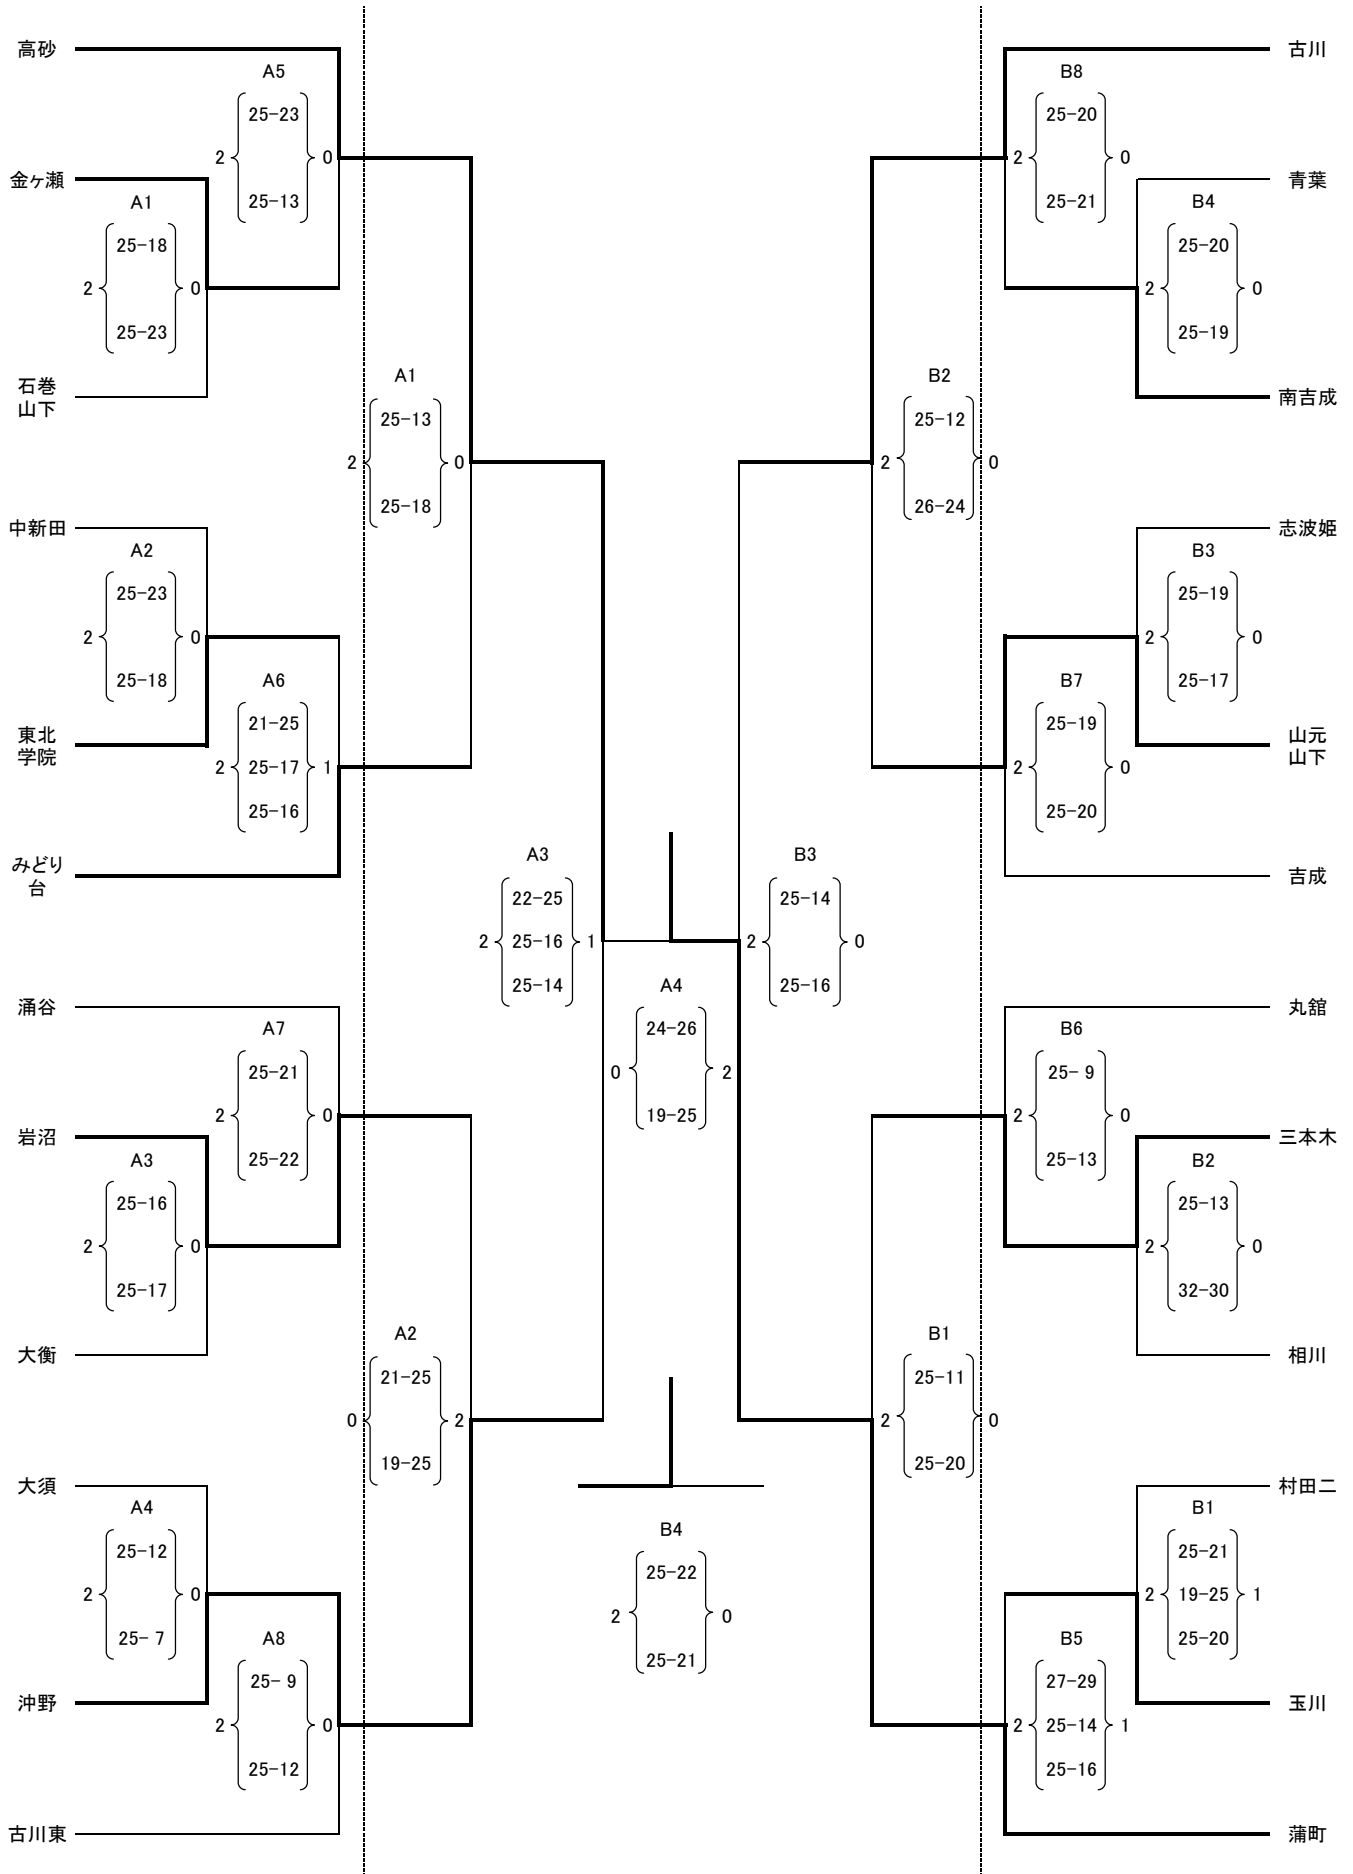 高砂
古川
A5
25-23
2 0
25-13
B8
25-20
2 0
25-21
金ヶ瀬
青葉
A1
25-18
2 0
25-23
B4
25-20
2 0
25-19
石巻
山下
南吉成
A1
25-13
2 0
25-18
B2
25-12
2 0
26-24
中新田
志波姫
A2
25-23
2 0
25-18
B3
25-19
2 0
25-17
東北
学院
山元
山下
A6
21-25
2 25-17 1
25-16
B7
25-19
2 0
25-20
みどり
台
吉成
A3
22-25
2 25-16 1
25-14
B3
25-14
2 0
25-16
A4
24-26
0 2
19-25
涌谷
丸舘
A7
25-21
2 0
25-22
B6
25- 9
2 0
25-13
岩沼
三本木
A3
25-16
2 0
25-17
B2
25-13
2 0
32-30
大衡
相川
A2
21-25
0 2
19-25
B1
25-11
2 0
25-20
大須
村田二
A4
25-12
2 0
25- 7
B4
25-22
2 0
25-21
B1
25-21
2 19-25 1
25-20
沖野
玉川
A8
25- 9
2 0
25-12
B5
27-29
2 25-14 1
25-16
古川東
蒲町